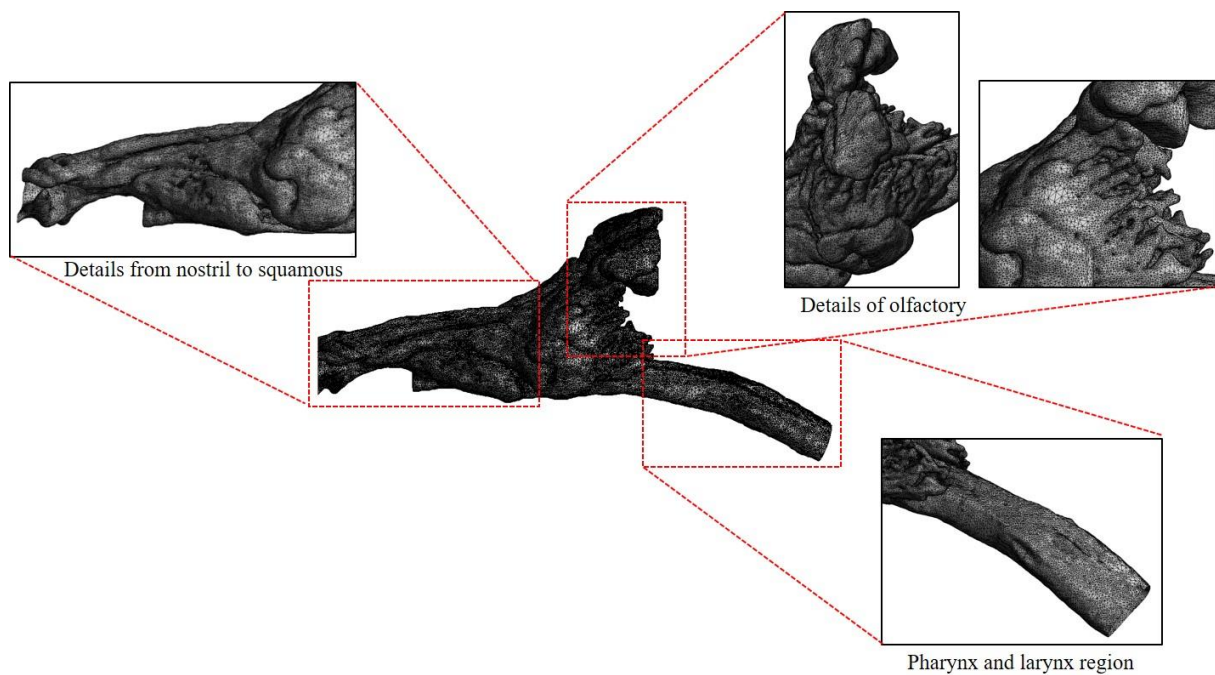 Details from nostril to squamous
Details of olfactory
Pharynx and larynx region